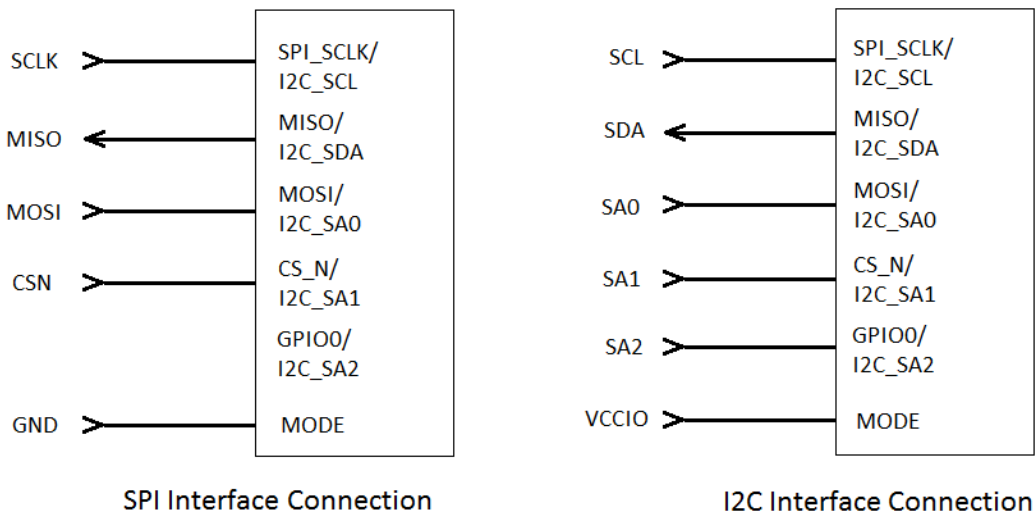 SCLK
SPI_SCLK/
I2C_SCL
MISO
MISO/
I2C_SDA
MOSI
MOSI/
I2C_SA0
CSN
CS_N/
I2C_SA1
GPIO0/
I2C_SA2
GND
MODE
SPI Interface Connection
SCL
SPI_SCLK/
I2C_SCL
SDA
MISO/
I2C_SDA
SA0
MOSI/
I2C_SA0
SA1
CS_N/
I2C_SA1
SA2
GPIO0/
I2C_SA2
VCCIO
MODE
I2C Interface Connection